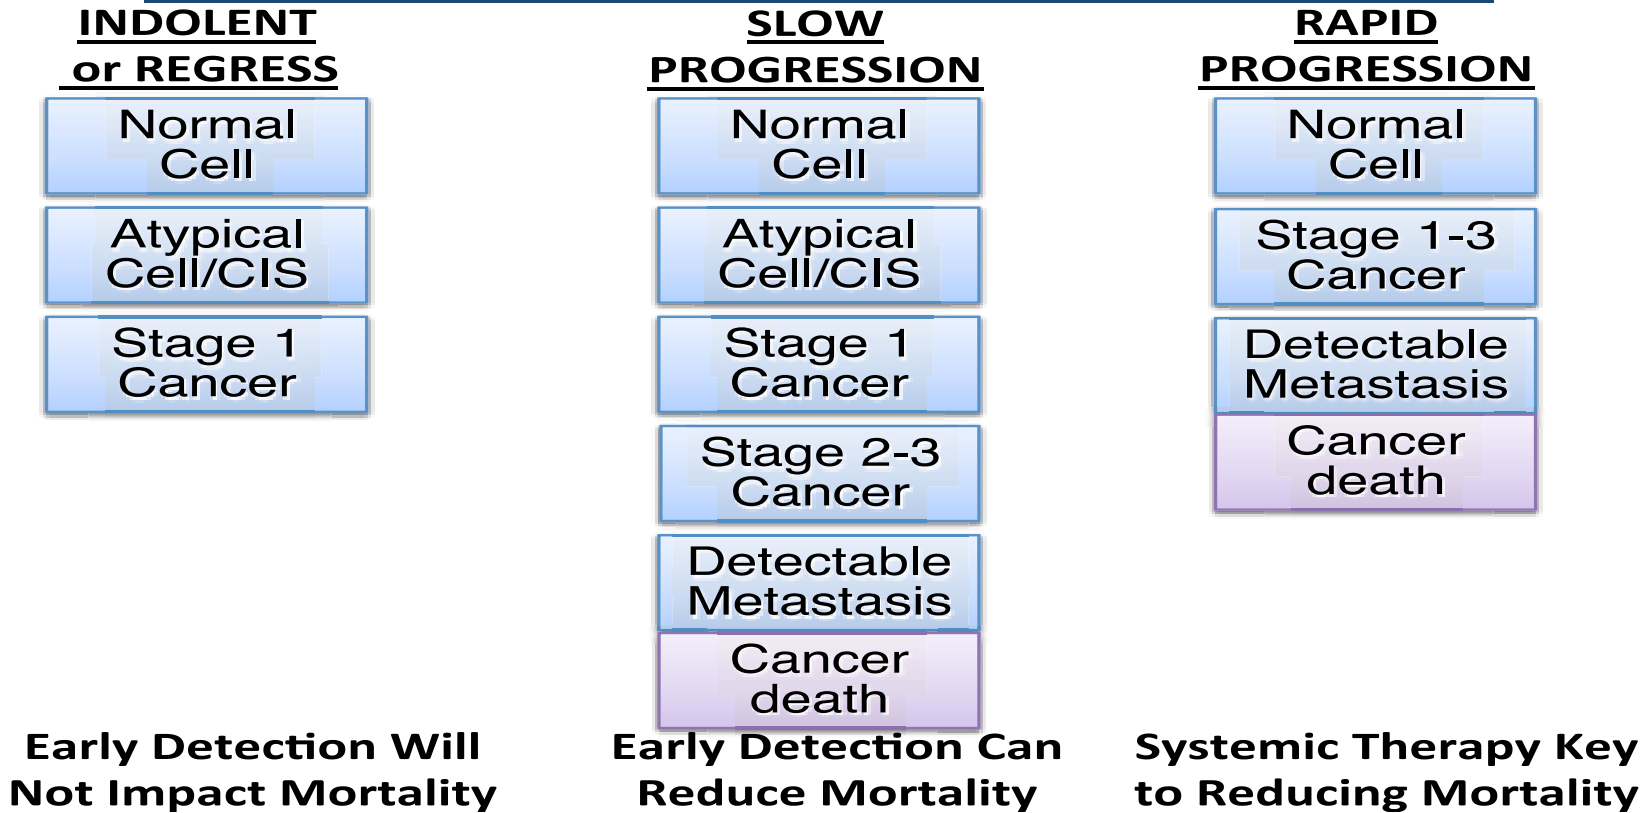 INDOLENT
or REGRESS
Normal
Cell
Atypical
Cell/CIS
Stage 1
Cancer
Early Detection Will
Not Impact Mortality
SLOW
PROGRESSION
Normal
Cell
Atypical
Cell/CIS
Stage 1
Cancer
Stage 2-3
Cancer
Detectable
Metastasis
Cancer
death
Early Detection Can
Reduce Mortality
RAPID
PROGRESSION
Normal
Cell
Stage 1-3
Cancer
Detectable
Metastasis
Cancer
death
Systemic Therapy Key
to Reducing Mortality